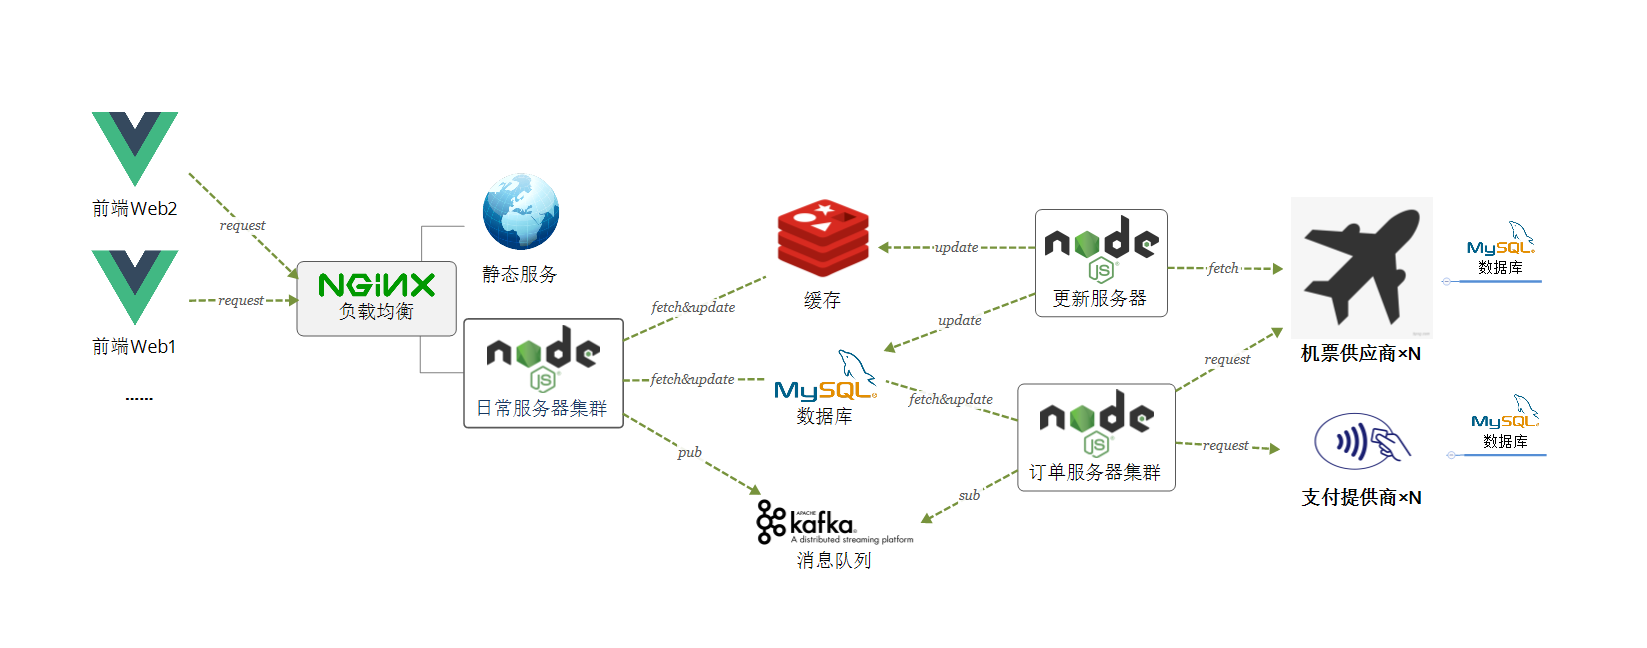 前端Web2
request
前端Web1
request
......
NGiNX
负载均衡
静态服务
node
JS
日常服务器集群
fetch&update
fetch&update
pub
缓存
MySQL
数据库
APACHE
kafka
A distributed streaming platform
消息队列
update
update
fetch&update
sub
node
JS
更新服务器
node
JS
订单服务器集群
fetch
request
request
机票供应商×N
支付提供商×N
MySQL
数据库
MySQL
数据库